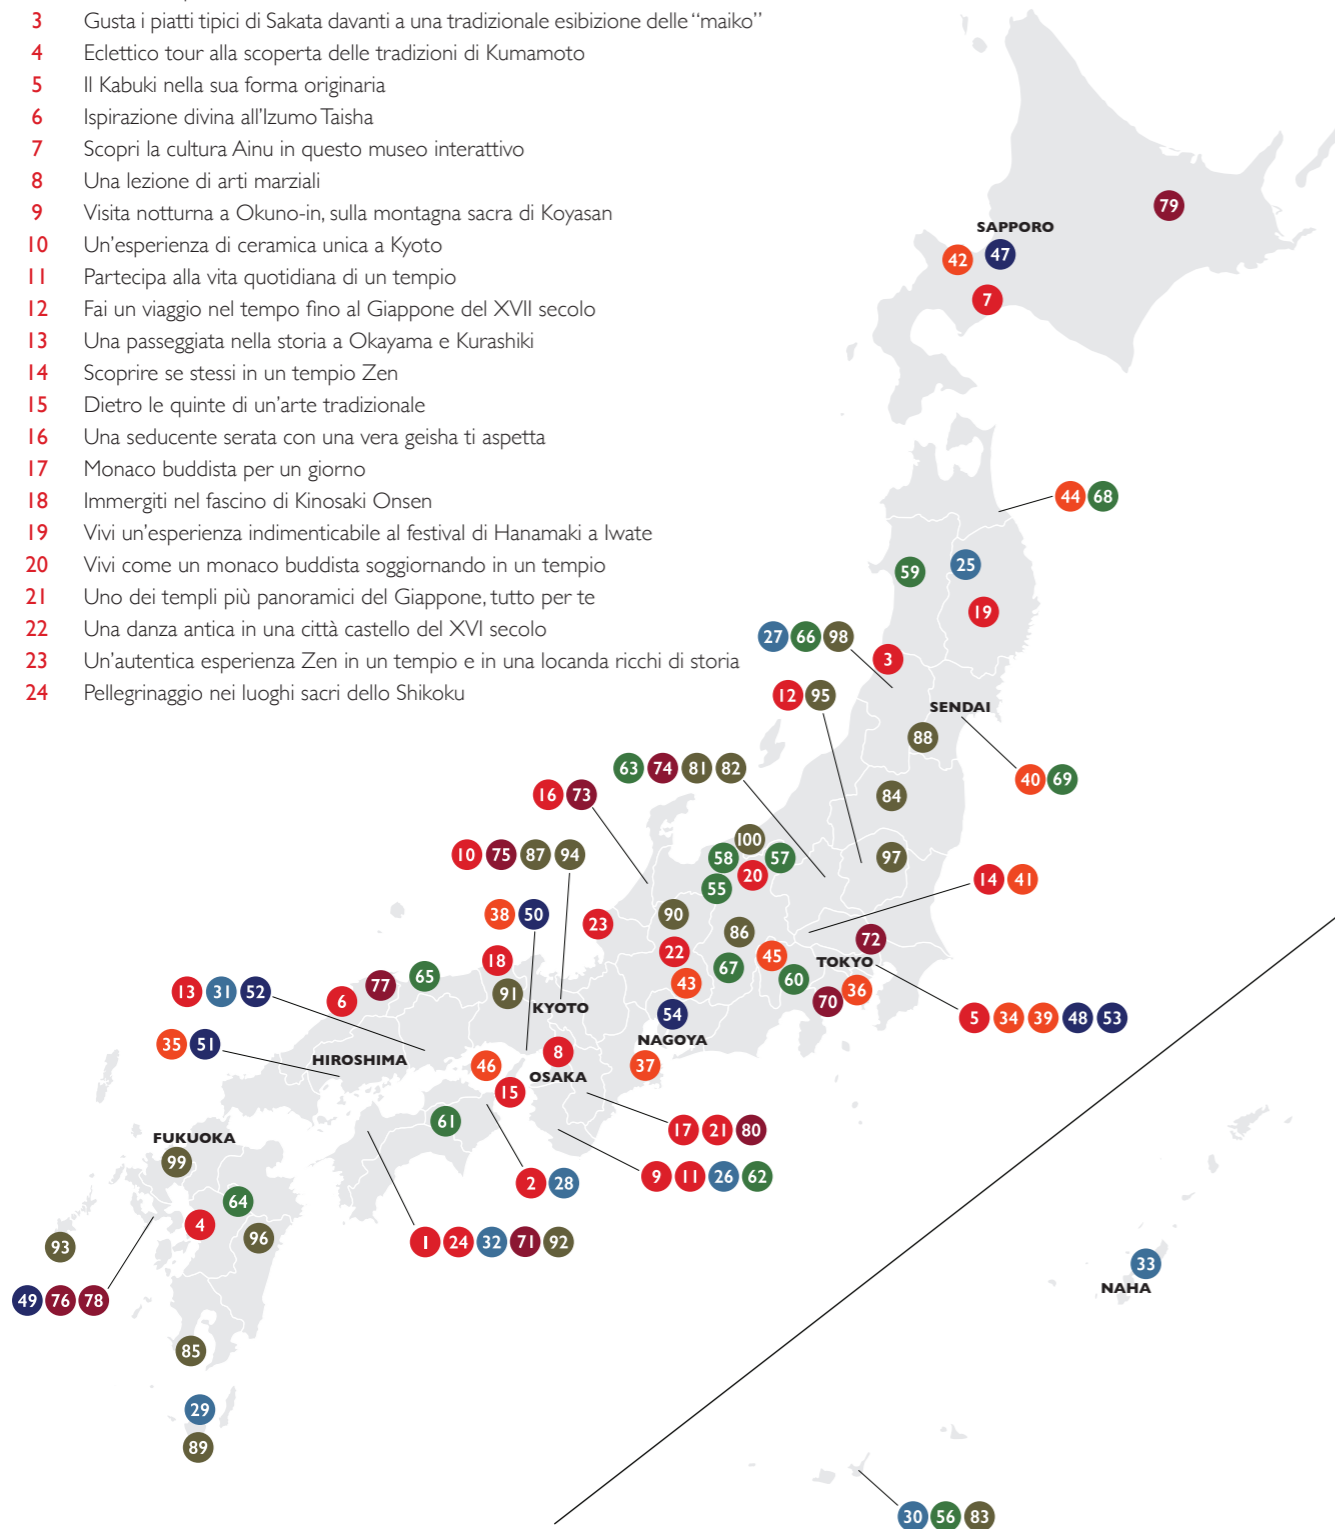 3 Gusta i piatti tipici di Sakata davanti a una tradizionale esibizione delle “maiko”
4 Eclettico tour alla scoperta delle tradizioni di Kumamoto
5 Il Kabuki nella sua forma originaria
6 Ispirazione divina all’Izumo Taisha
7 Scopri la cultura Ainu in questo museo interattivo
8 Una lezione di arti marziali
9 Visita notturna a Okuno-in, sulla montagna sacra di Koyasan
10 Un’esperienza di ceramica unica a Kyoto
11 Partecipa alla vita quotidiana di un tempio
12 Fai un viaggio nel tempo fino al Giappone del XVII secolo
13 Una passeggiata nella storia a Okayama e Kurashiki
14 Scoprire se stessi in un tempio Zen
15 Dietro le quinte di un’arte tradizionale
16 Una seducente serata con una vera geisha ti aspetta
17 Monaco buddista per un giorno
18 Immergiti nel fascino di Kinosaki Onsen
19 Vivi un’esperienza indimenticabile al festival di Hanamaki a Iwate
20 Vivi come un monaco buddista soggiornando in un tempio
21 Uno dei templi più panoramici del Giappone, tutto per te
22 Una danza antica in una città castello del XVI secolo
23 Un’autentica esperienza Zen in un tempio e in una locanda ricchi di storia
24 Pellegrinaggio nei luoghi sacri dello Shikoku
79
SAPPORO
42 47
7
44 68
59 25
19
27 66 98
3
12 95
SENDAI
88
63 74 81 82
40 69
16 73
84
100
10 75 87 94
58 57
97
20
55
14 41
38 50
90
23
86
72
22
45
TOKYO
18
65
67
60
77
43
36
13 31 52
6
91
70
KYOTO
54
5 34 39 48 53
NAGOYA
35 51
8
HIROSHIMA
46
37
OSAKA
15
61
17 21 80
FUKUOKA
99
9 11 26 62
2 28
64
4
96
1 24 32 71 92
93
33
NAHA
49 76 78
85
29
89
30 56 83